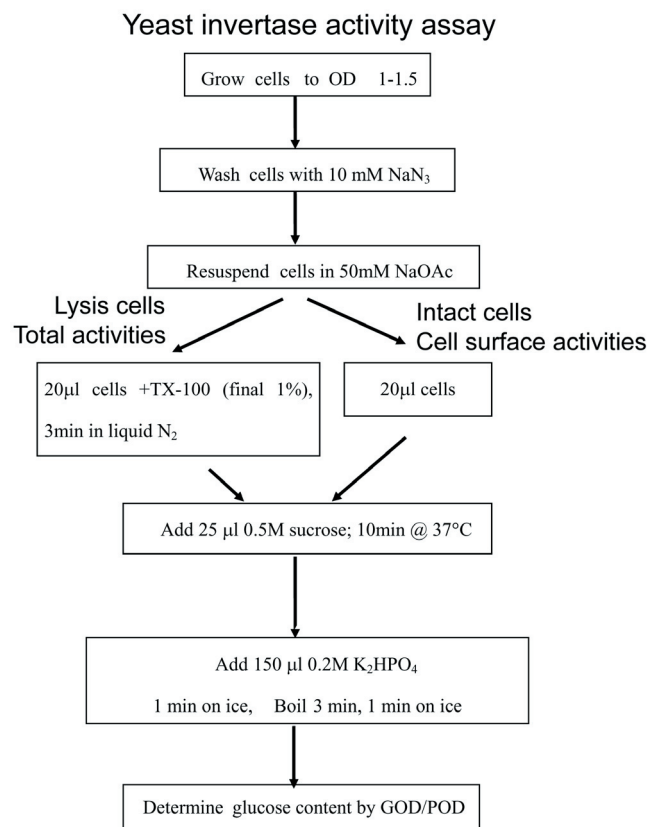 Yeast invertase activity assay
Grow cells to OD 1-1.5
Wash cells with 10 mM NaN₃
Resuspend cells in 50mM NaOAc
Lysis cells
Total activities
Intact cells
Cell surface activities
20μl cells +TX-100 (final 1%),
3min in liquid N₂
20μl cells
Add 25 μl 0.5M sucrose; 10min @ 37°C
Add 150 μl 0.2M K₂HPO₄
1 min on ice, Boil 3 min, 1 min on ice
Determine glucose content by GOD/POD